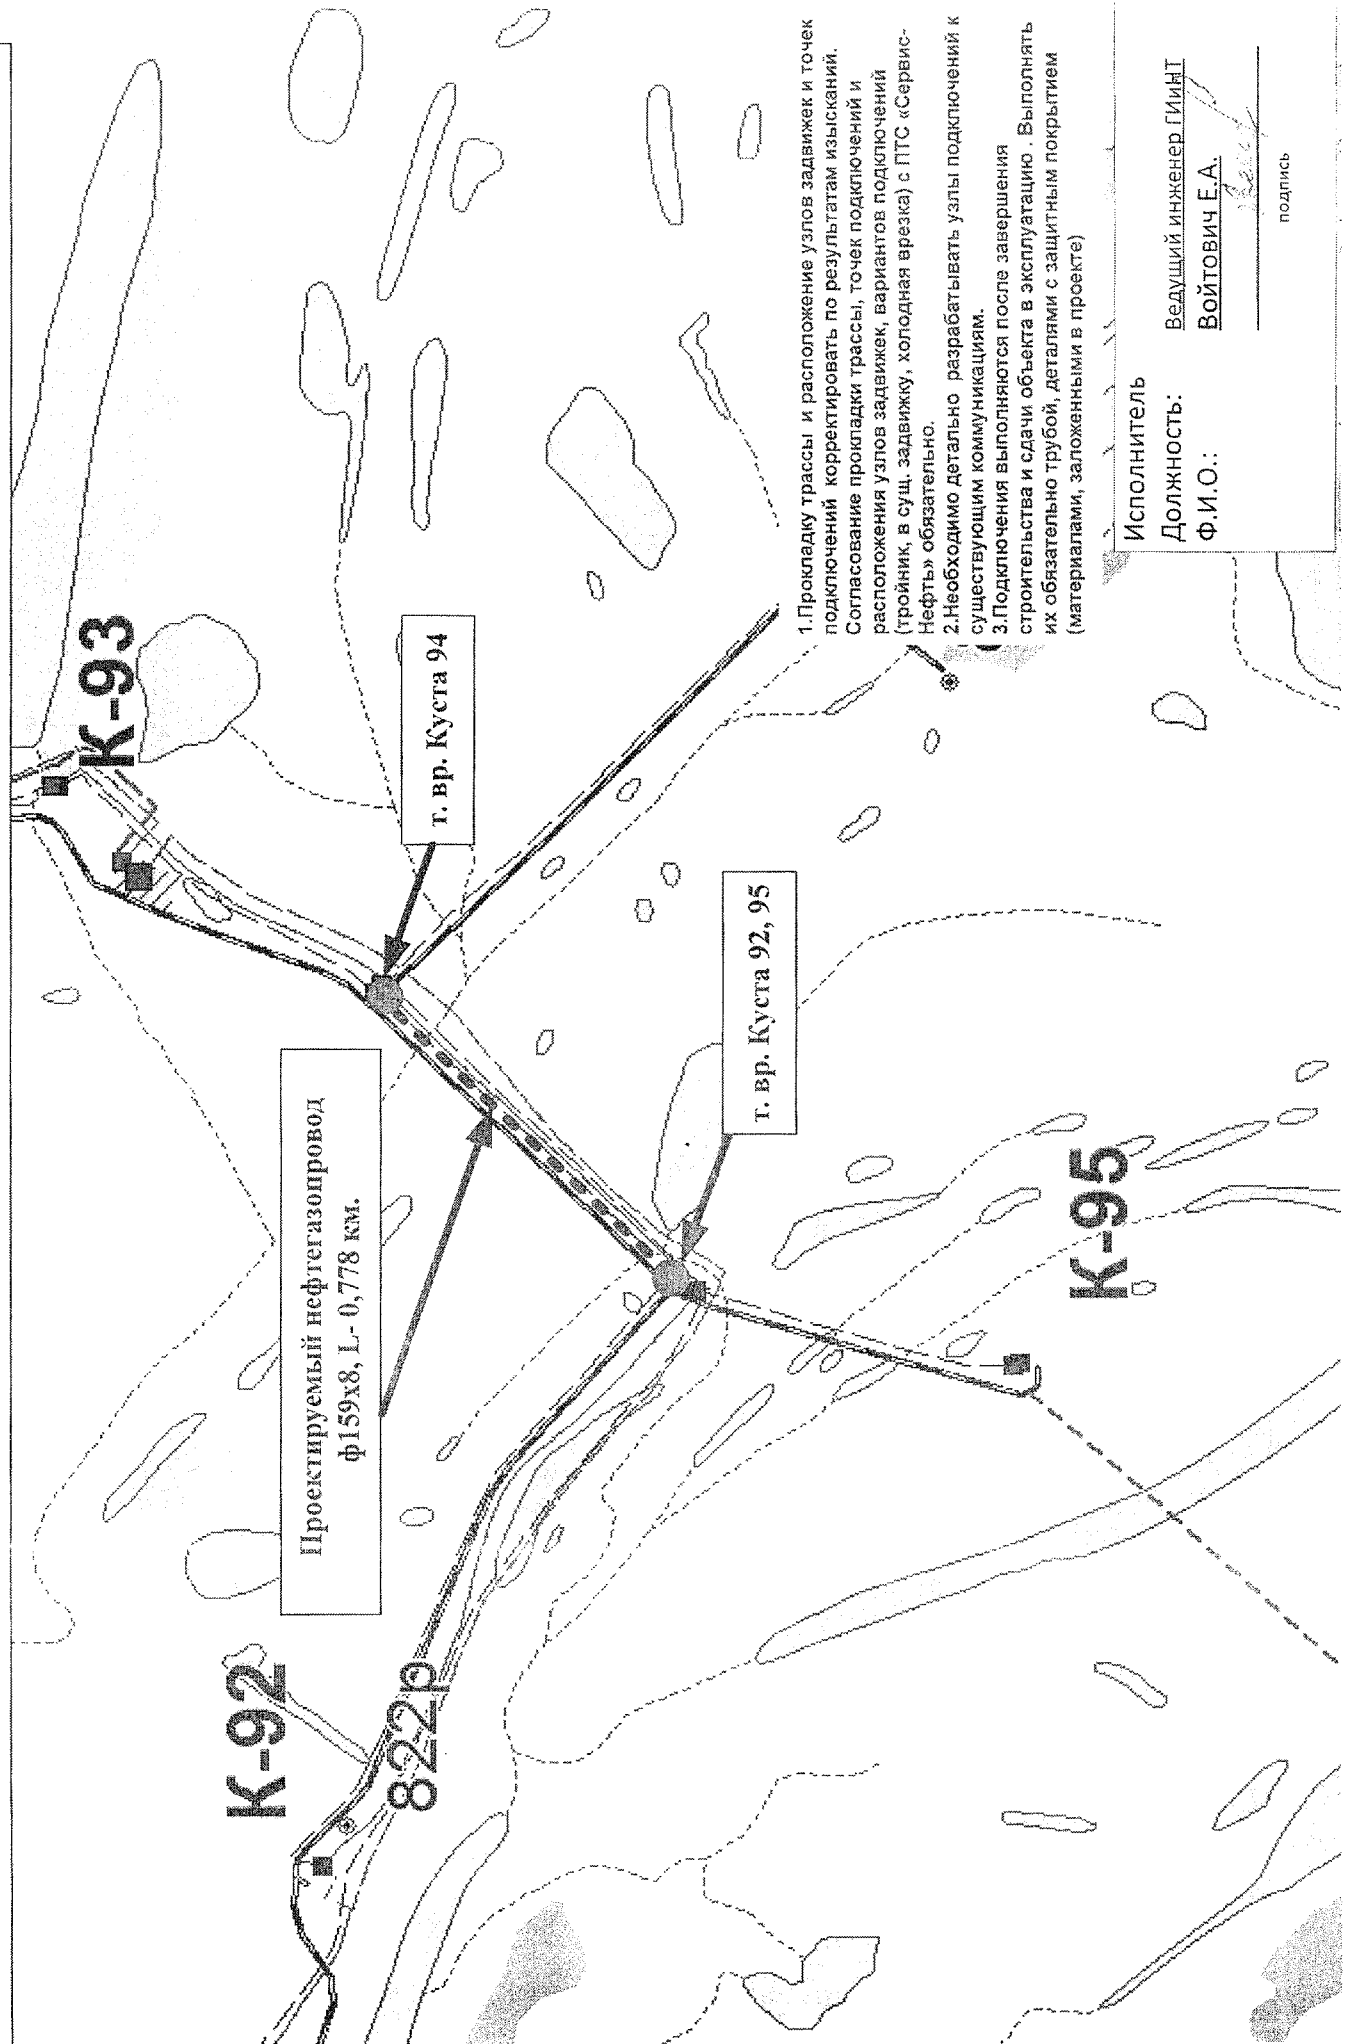 К-92
822р
Проектируемый нефтегазопровод
ф159х8, L- 0,778 км.
К-93
т. вр. Куста 94
т. вр. Куста 92, 95
К-95
1.Прокладку трассы и расположение узлов задвижек и точек
подключений корректировать по результатам изысканий.
Согласование прокладки трассы, точек подключений и
расположения узлов задвижек, вариантов подключений
(тройник, в сущ. задвижку, холодная врезка) с ПТС «Сервис-
Нефть» обязательно.
2.Необходимо детально разрабатывать узлы подключений к
существующим коммуникациям.
3.Подключения выполняются после завершения
строительства и сдачи объекта в эксплуатацию . Выполнять
их обязательно трубой, деталями с защитным покрытием
(материалами, заложенными в проекте)
Исполнитель
Должность: Ведущий инженер ГИиНТ
Ф.И.О.: Войтович Е.А.
подпись